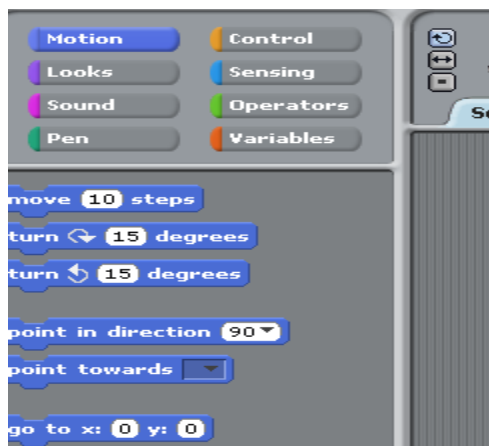 Motion Control
Looks Sensing
Sound Operators
Pen Variables
move 10 steps
turn 15 degrees
turn 15 degrees
point in direction 90
point towards
go to x: 0 y: 0